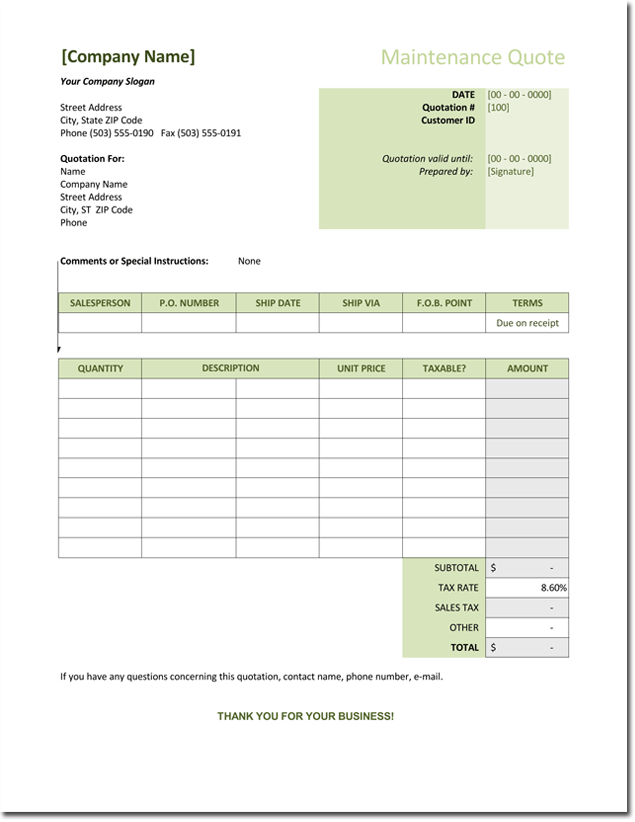 [Company Name]
Maintenance Quote
Your Company Slogan
DATE [00 - 00 - 0000]
Street Address
Quotation # [100]
City, State ZIP Code
Customer ID
Phone (503) 555-0190 Fax (503) 555-0191
Quotation For:
Quotation valid until: [00 - 00 - 0000]
Name
Prepared by: [Signature]
Company Name
Street Address
City, ST ZIP Code
Phone
Comments or Special Instructions: None
SALESPERSON P.O. NUMBER SHIP DATE SHIP VIA F.O.B. POINT TERMS
Due on receipt
QUANTITY DESCRIPTION UNIT PRICE TAXABLE? AMOUNT
SUBTOTAL $ -
TAX RATE 8.60%
SALES TAX -
OTHER -
TOTAL $ -
If you have any questions concerning this quotation, contact name, phone number, e-mail.
THANK YOU FOR YOUR BUSINESS!